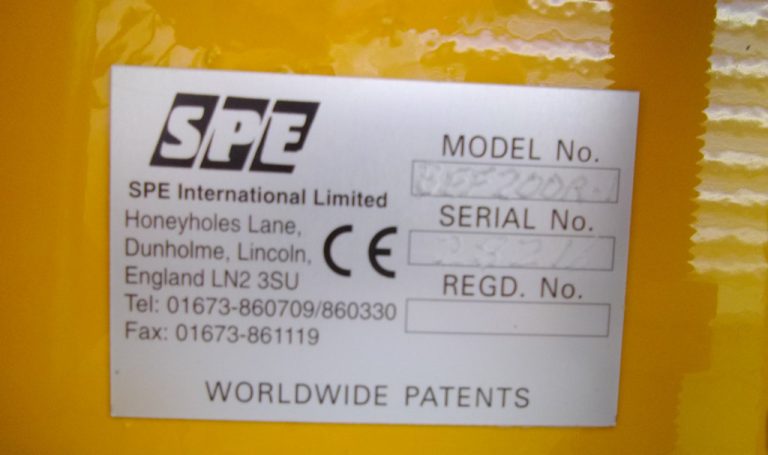 SPE
SPE International Limited
Honeyholes Lane,
Dunholme, Lincoln,
England LN2 3SU
Tel: 01673-860709/860330
Fax: 01673-861119
CE
MODEL No.
SERIAL No.
REGD. No.
WORLDWIDE PATENTS